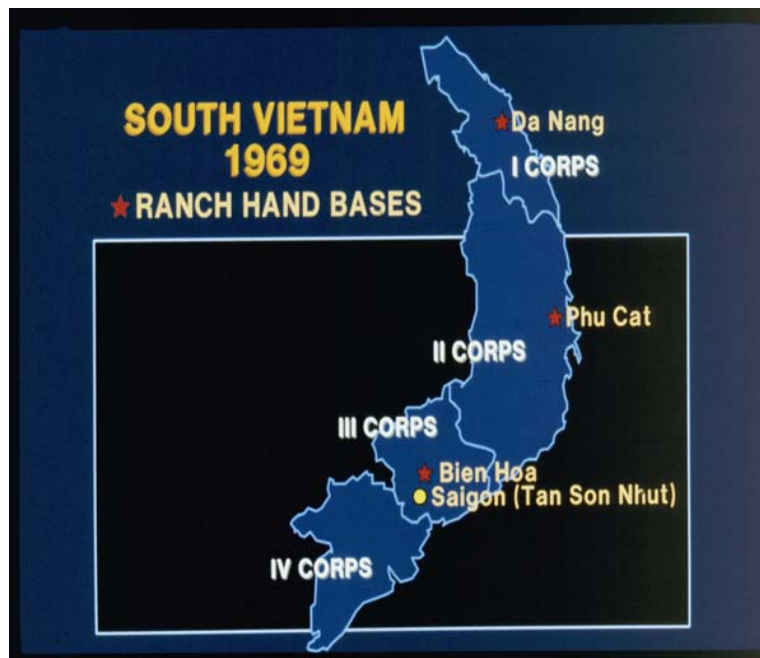 SOUTH VIETNAM
1969
RANCH HAND BASES
Da Nang
I CORPS
Phu Cat
II CORPS
III CORPS
Bien Hoa
Saigon (Tan Son Nhut)
IV CORPS